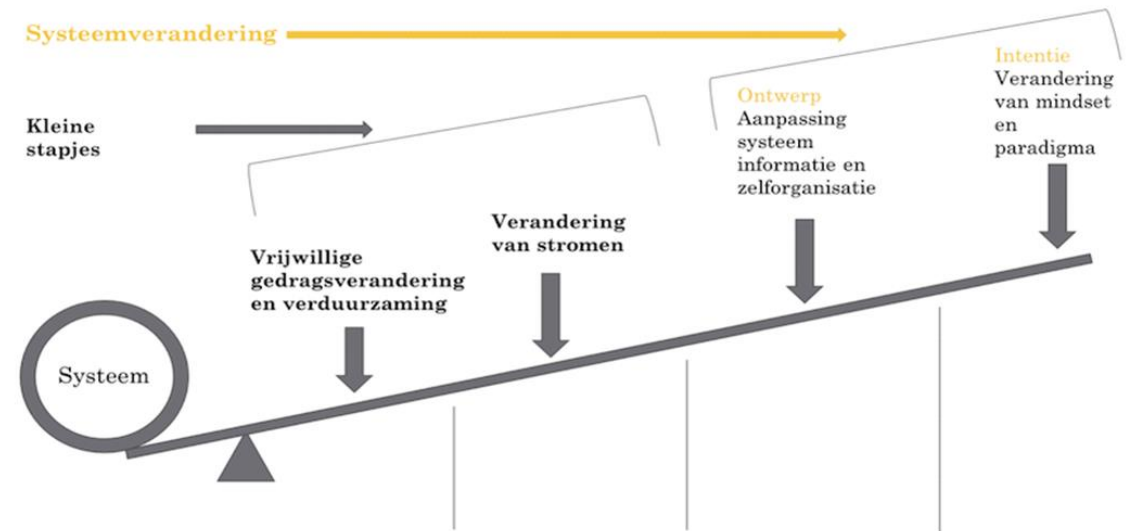 Systeemverandering
Kleine
stapjes
Vrijwillige
gedragsverandering
en verduurzaming
Verandering
van stromen
Ontwerp
Aanpassing
systeem
informatie en
zelforganisatie
Intentie
Verandering
van mindset
en
paradigma
Systeem